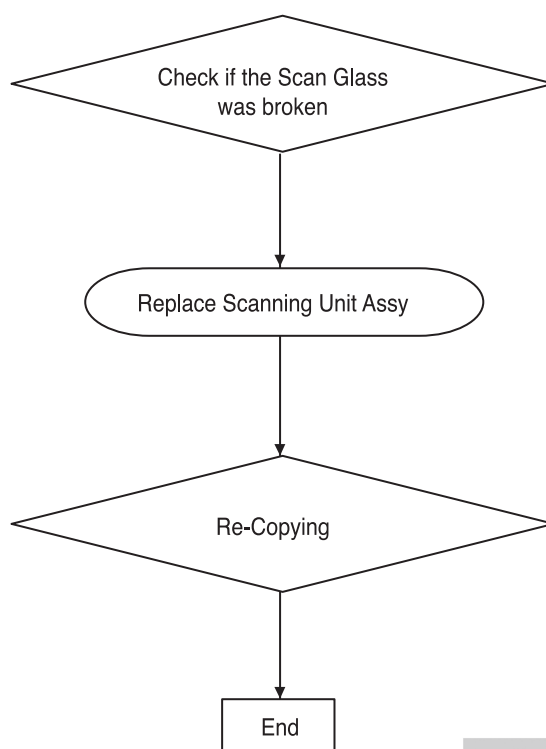 Check if the Scan Glass
was broken
Replace Scanning Unit Assy
Re-Copying
End